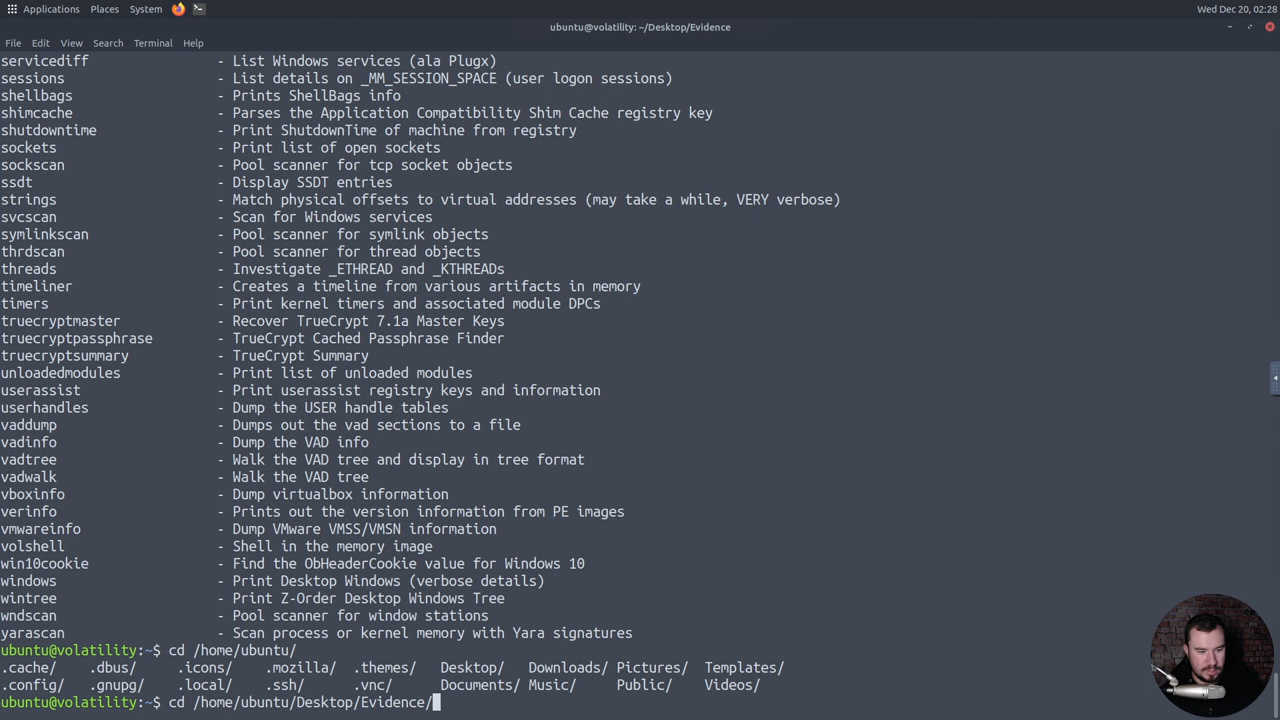 Applications Places System Wed Dec 20, 02:28
ubuntu@volatility: ~/Desktop/Evidence
File Edit View Search Terminal Help
servicediff - List Windows services (ala Plugx)
sessions - List details on _MM_SESSION_SPACE (user logon sessions)
shellbags - Prints ShellBags info
shimcache - Parses the Application Compatibility Shim Cache registry key
shutdowntime - Print ShutdownTime of machine from registry
sockets - Print list of open sockets
sockscan - Pool scanner for tcp socket objects
ssdt - Display SSDT entries
strings - Match physical offsets to virtual addresses (may take a while, VERY verbose)
svcscan - Scan for Windows services
symlinkscan - Pool scanner for symlink objects
thrdscan - Pool scanner for thread objects
threads - Investigate _ETHREAD and _KTHREADs
timeliner - Creates a timeline from various artifacts in memory
timers - Print kernel timers and associated module DPCs
truecryptmaster - Recover TrueCrypt 7.1a Master Keys
truecryptpassphrase - TrueCrypt Cached Passphrase Finder
truecryptsummary - TrueCrypt Summary
unloadedmodules - Print list of unloaded modules
userassist - Print userassist registry keys and information
userhandles - Dump the USER handle tables
vaddump - Dumps out the vad sections to a file
vadinfo - Dump the VAD info
vadtree - Walk the VAD tree and display in tree format
vadwalk - Walk the VAD tree
vboxinfo - Dump virtualbox information
verinfo - Prints out the version information from PE images
vmwareinfo - Dump VMware VMSS/VMSN information
volshell - Shell in the memory image
win10cookie - Find the ObHeaderCookie value for Windows 10
windows - Print Desktop Windows (verbose details)
wintree - Print Z-Order Desktop Windows Tree
wndscan - Pool scanner for window stations
yarascan - Scan process or kernel memory with Yara signatures
ubuntu@volatility:~$ cd /home/ubuntu/
.cache/ .dbus/ .icons/ .mozilla/ .themes/ Desktop/ Downloads/ Pictures/ Templates/
.config/ .gnupg/ .local/ .ssh/ .vnc/ Documents/ Music/ Public/ Videos/
ubuntu@volatility:~$ cd /home/ubuntu/Desktop/Evidence/